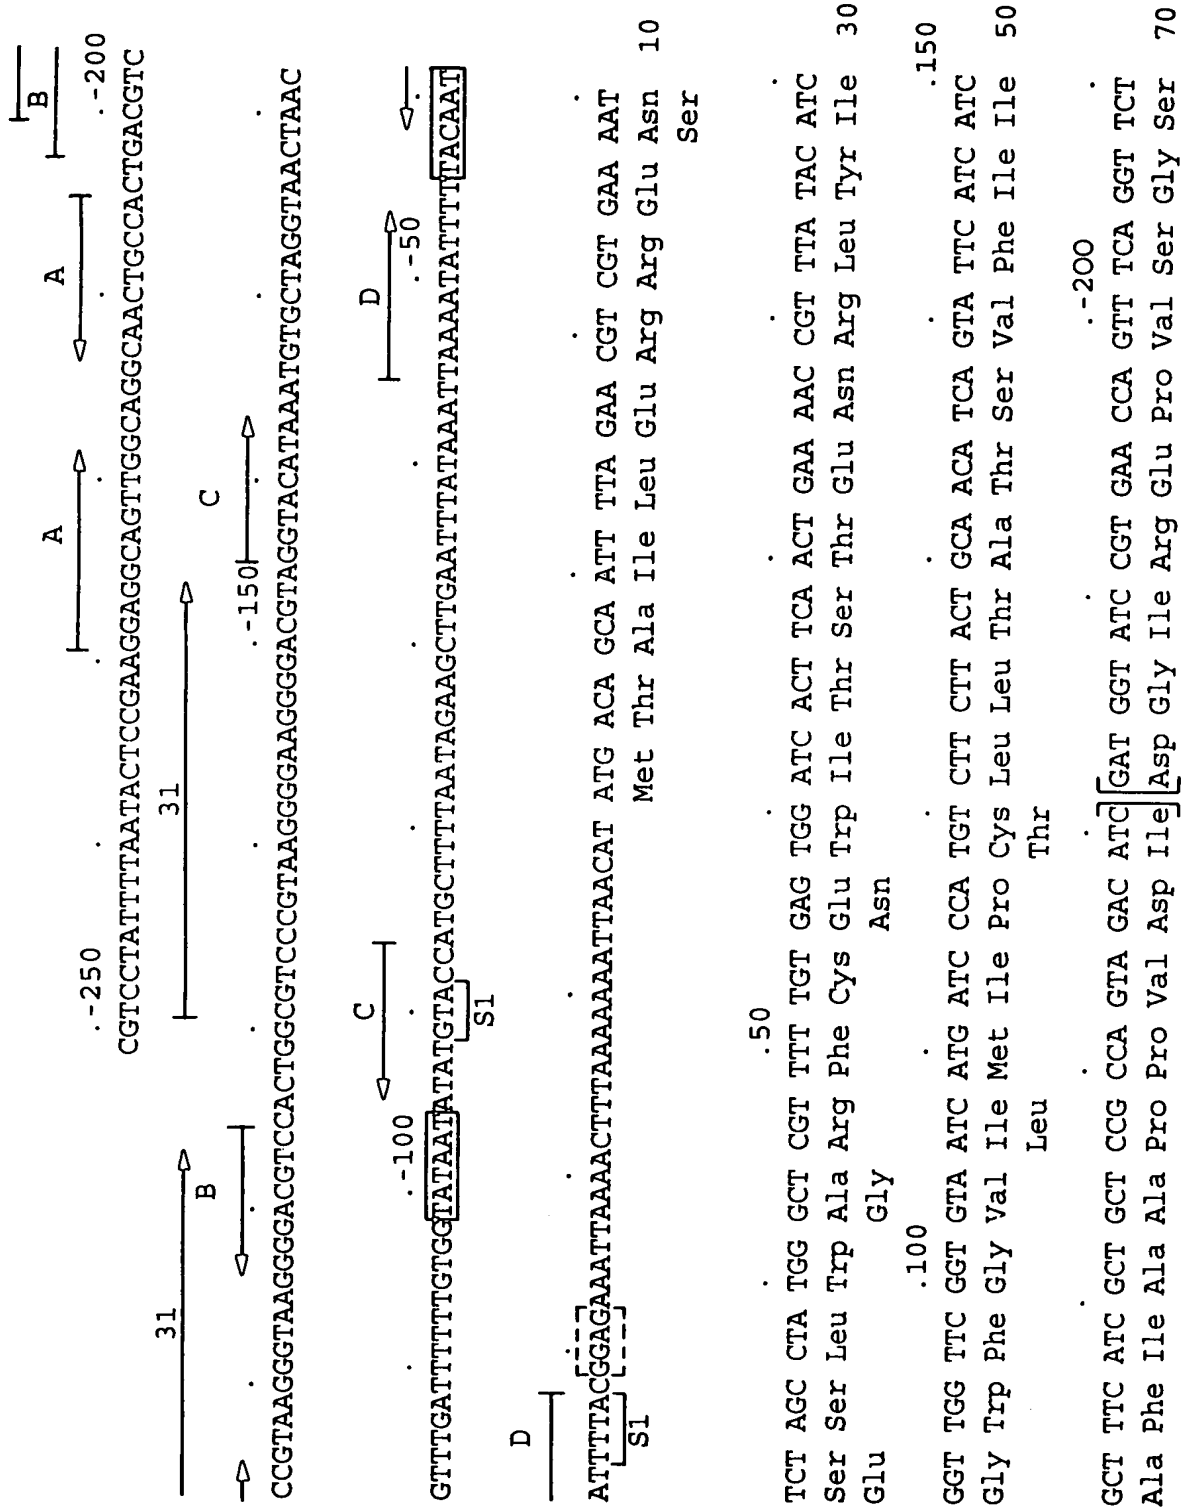 A A B
.-250 .-200
CGTCCTATTTTAATACTCCGAAGGAGGCAGTTGGCAGGCAACTGCCACTGACGTC
31 31
B -150 C
CCGTAAGGGTAAGGGGACGTCCACTGGCGTCCCGTAAGGGGAAGGGGACGTAGGTACATAAATGTGCTAGGTAACTAAC
C D
.-100 .-50
GTTTGATTTTTTGTGGTATAATATATGTACCATGCTTTTAATAGAAGCTTGAATTTATAAATTAAAATATTTTTACAAT
S1
D
ATTTTACGGAGAAATTAAACTTTAAAAAAATTAACAT ATG ACA GCA ATT TTA GAA CGT CGT GAA AAT
S1 Met Thr Ala Ile Leu Glu Arg Arg Glu Asn 10
Ser
.50
TCT AGC CTA TGG GCT CGT TTT TGT GAG TGG ATC ACT TCA ACT GAA AAC CGT TTA TAC ATC
Ser Ser Leu Trp Ala Arg Phe Cys Glu Trp Ile Thr Ser Thr Glu Asn Arg Leu Tyr Ile 30
Glu Gly Asn
.100 .150
GGT TGG TTC GGT GTA ATC ATG ATC CCA TGT CTT CTT ACT GCA ACA TCA GTA TTC ATC ATC
Gly Trp Phe Gly Val Ile Met Ile Pro Cys Leu Leu Thr Ala Thr Ser Val Phe Ile Ile 50
Leu Thr
.-200
GCT TTC ATC GCT GCT CCG CCA GTA GAC ATC GAT GGT ATC CGT GAA CCA GTT TCA GGT TCT
Ala Phe Ile Ala Ala Pro Pro Val Asp Ile Asp Gly Ile Arg Glu Pro Val Ser Gly Ser 70